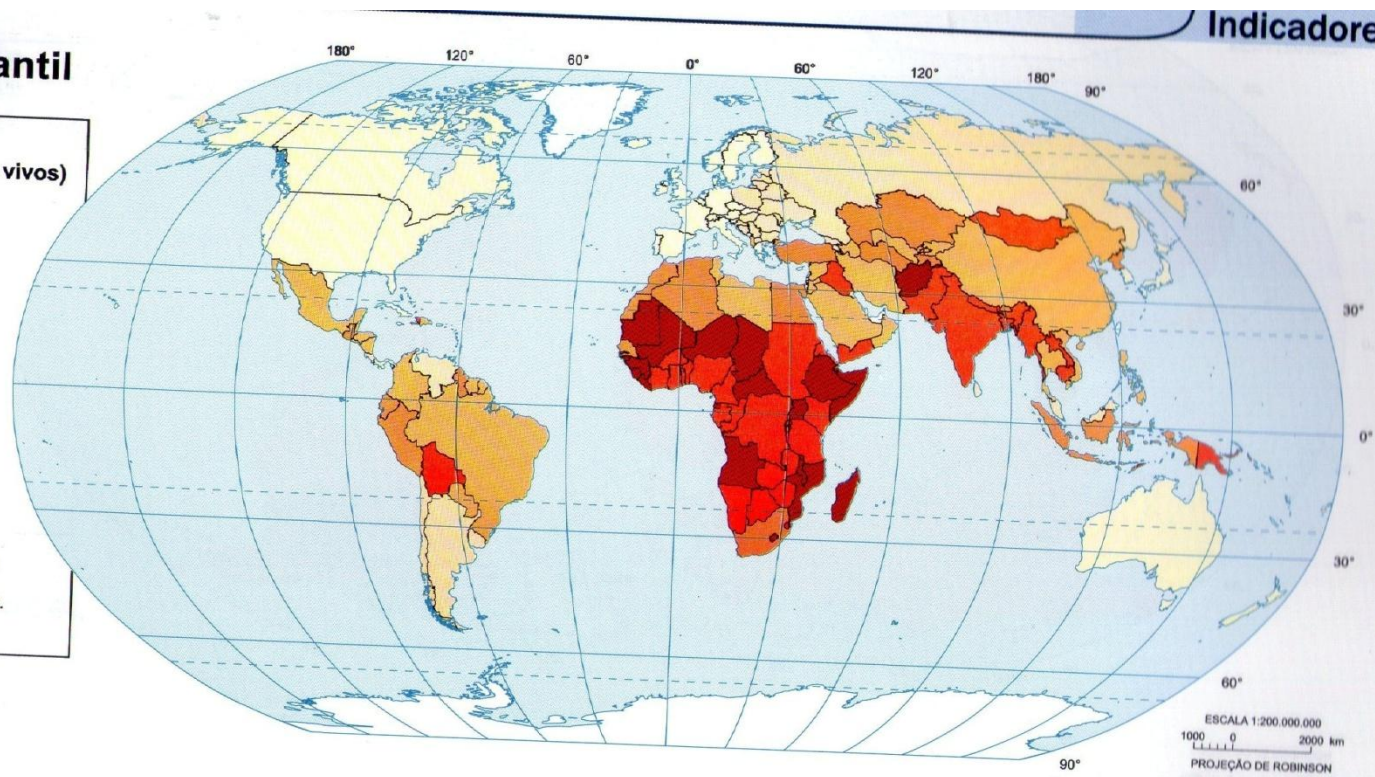 Indicadore
antil
vivos)
180° 120° 60° 0° 60° 120° 180°
90°
60°
30°
0°
30°
60°
90°
ESCALA 1:200.000.000
1000 0 2000 km
PROJEÇÃO DE ROBINSON